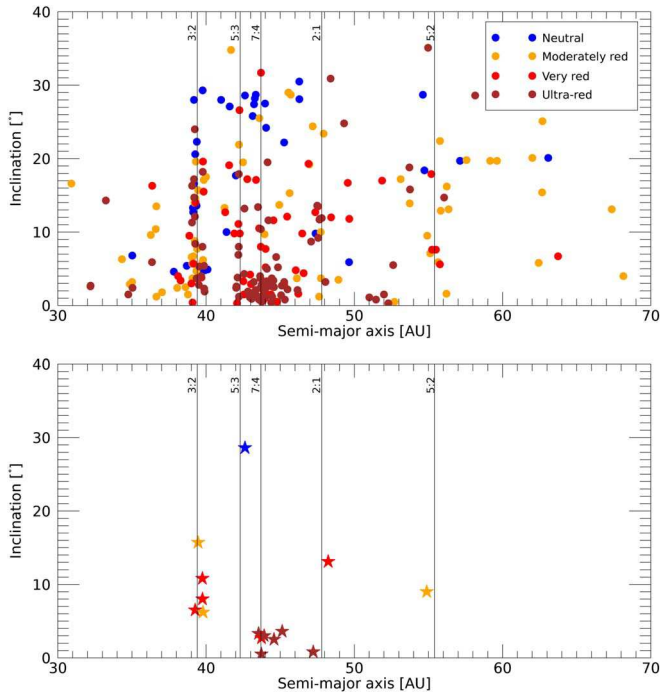 3:2 5:3 7:4 2:1 5:2
Neutral
Moderately red
Very red
Ultra-red
40
30
20
10
0
Inclination [°]
30 40 50 60 70
Semi-major axis [AU]
3:2 5:3 7:4 2:1 5:2
40
30
20
10
0
Inclination [°]
30 40 50 60 70
Semi-major axis [AU]